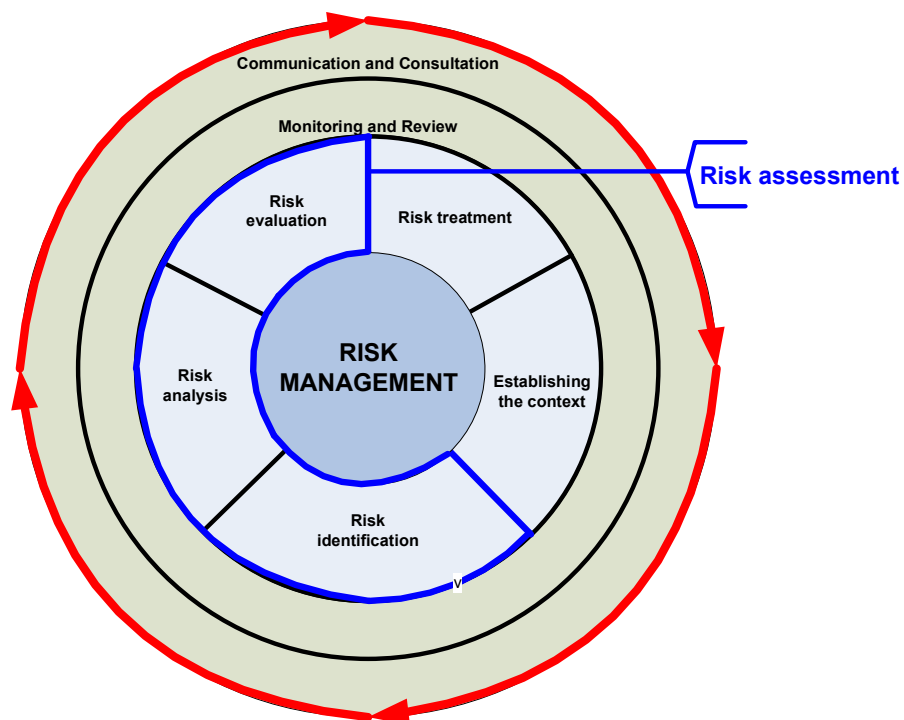 Communication and Consultation
Monitoring and Review
Risk assessment
Risk
evaluation
Risk treatment
RISK
MANAGEMENT
Risk
analysis
Establishing
the context
Risk
identification
v